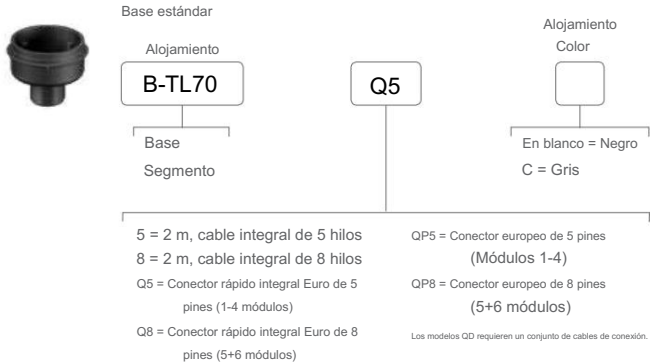 Base estándar
Alojamiento
Alojamiento
Color
B-TL70
Q5
Base
Segmento
En blanco = Negro
C = Gris
5 = 2 m, cable integral de 5 hilos
8 = 2 m, cable integral de 8 hilos
Q5 = Conector rápido integral Euro de 5
pines (1-4 módulos)
Q8 = Conector rápido integral Euro de 8
pines (5+6 módulos)
QP5 = Conector europeo de 5 pines
(Módulos 1-4)
QP8 = Conector europeo de 8 pines
(5+6 módulos)
Los modelos QD requieren un conjunto de cables de conexión.